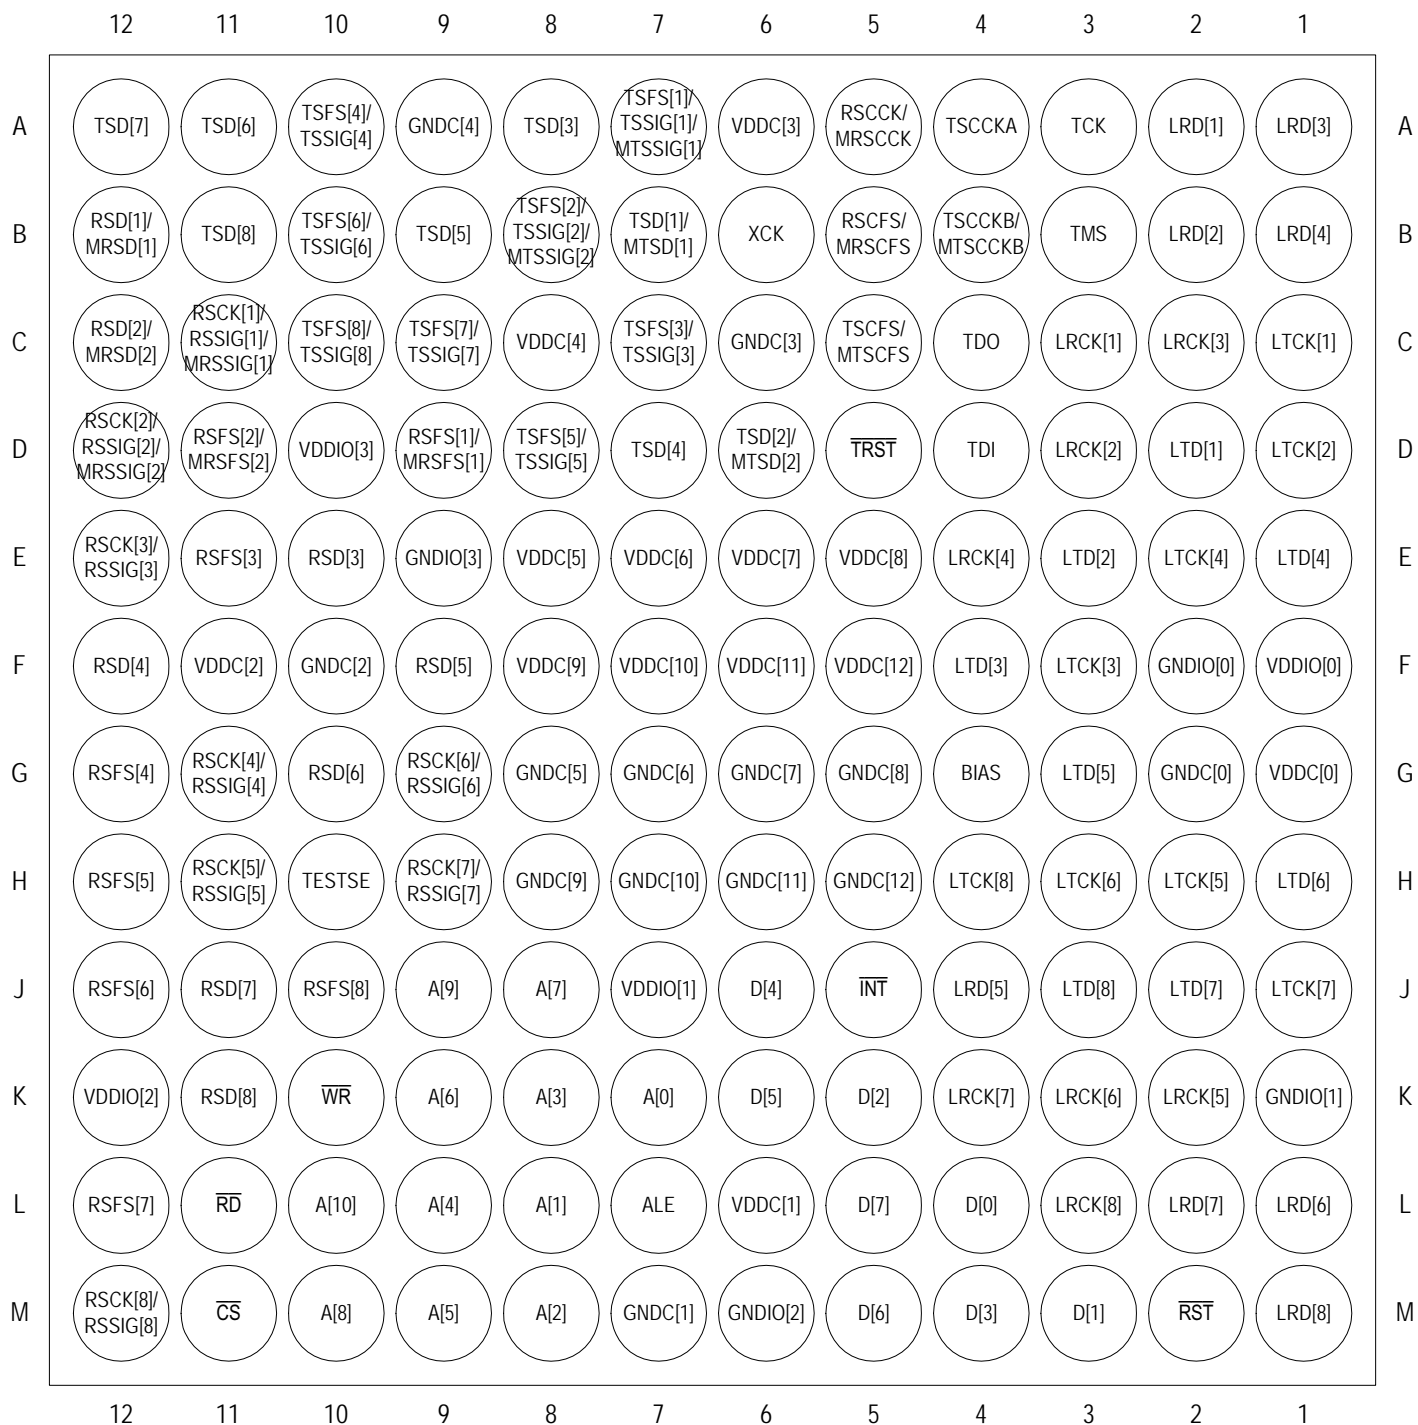 12 11 10 9 8 7 6 5 4 3 2 1
A TSD[7] TSD[6] TSFS[4]/ TSSIG[4] GNDC[4] TSD[3] TSFS[1]/ TSSIG[1]/ MTSSIG[1] VDDC[3] RSCCK/ MRSCCK TSCCKA TCK LRD[1] LRD[3] A
B RSD[1]/ MRSD[1] TSD[8] TSFS[6]/ TSSIG[6] TSD[5] TSFS[2]/ TSSIG[2]/ MTSSIG[2] TSD[1]/ MTSD[1] XCK RSCFS/ MRSCFS TSCCKB/ MTSCCKB TMS LRD[2] LRD[4] B
C RSD[2]/ MRSD[2] RSCK[1]/ RSSIG[1]/ MRSSIG[1] TSFS[8]/ TSSIG[8] TSFS[7]/ TSSIG[7] VDDC[4] TSFS[3]/ TSSIG[3] GNDC[3] TSCFS/ MTSCFS TDO LRCK[1] LRCK[3] LTCK[1] C
D RSCK[2]/ RSSIG[2]/ MRSSIG[2] RSFS[2]/ MRSFS[2] VDDIO[3] RSFS[1]/ MRSFS[1] TSFS[5]/ TSSIG[5] TSD[4] TSD[2]/ MTSD[2] TRST TDI LRCK[2] LTD[1] LTCK[2] D
E RSCK[3]/ RSSIG[3] RSFS[3] RSD[3] GNDIO[3] VDDC[5] VDDC[6] VDDC[7] VDDC[8] LRCK[4] LTD[2] LTCK[4] LTD[4] E
F RSD[4] VDDC[2] GNDC[2] RSD[5] VDDC[9] VDDC[10] VDDC[11] VDDC[12] LTD[3] LTCK[3] GNDIO[0] VDDIO[0] F
G RSFS[4] RSCK[4]/ RSSIG[4] RSD[6] RSCK[6]/ RSSIG[6] GNDC[5] GNDC[6] GNDC[7] GNDC[8] BIAS LTD[5] GNDC[0] VDDC[0] G
H RSFS[5] RSCK[5]/ RSSIG[5] TESTSE RSCK[7]/ RSSIG[7] GNDC[9] GNDC[10] GNDC[11] GNDC[12] LTCK[8] LTCK[6] LTCK[5] LTD[6] H
J RSFS[6] RSD[7] RSFS[8] A[9] A[7] VDDIO[1] D[4] INT LRD[5] LTD[8] LTD[7] LTCK[7] J
K VDDIO[2] RSD[8] WR A[6] A[3] A[0] D[5] D[2] LRCK[7] LRCK[6] LRCK[5] GNDIO[1] K
L RSFS[7] RD A[10] A[4] A[1] ALE VDDC[1] D[7] D[0] LRCK[8] LRD[7] LRD[6] L
M RSCK[8]/ RSSIG[8] CS A[8] A[5] A[2] GNDC[1] GNDIO[2] D[6] D[3] D[1] RST LRD[8] M
12 11 10 9 8 7 6 5 4 3 2 1